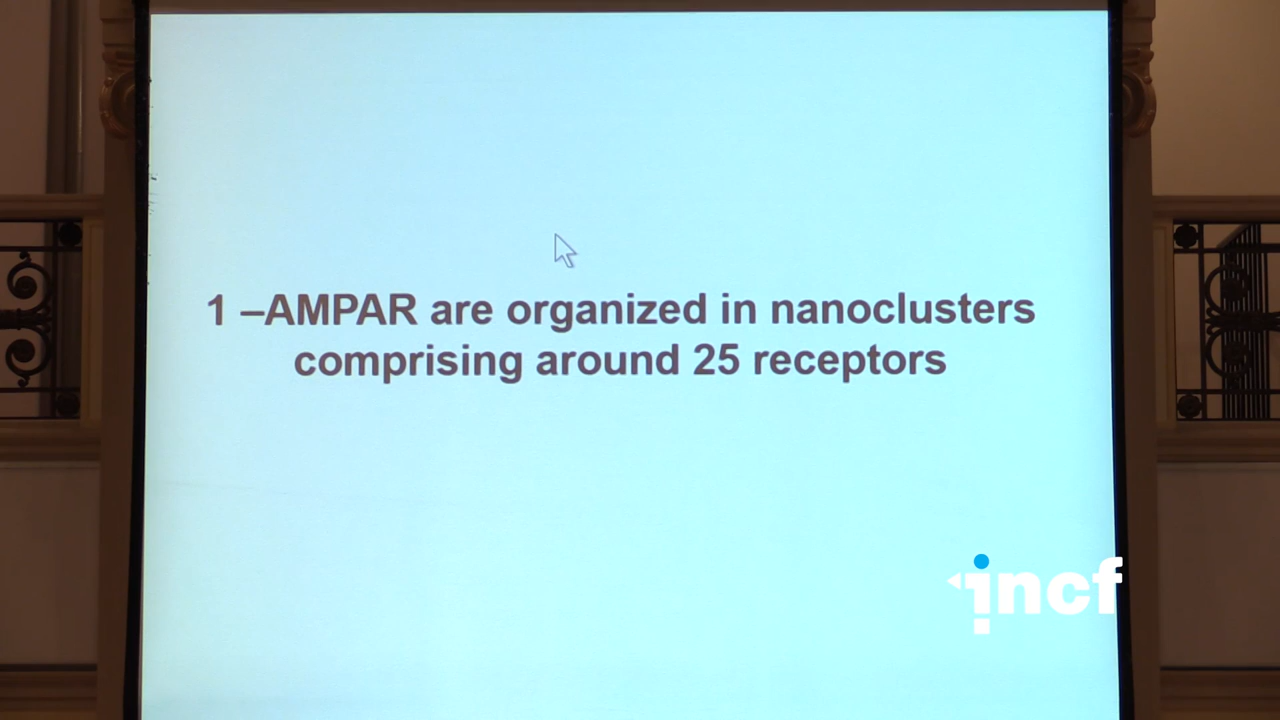 1 –AMPAR are organized in nanoclusters
comprising around 25 receptors
incf